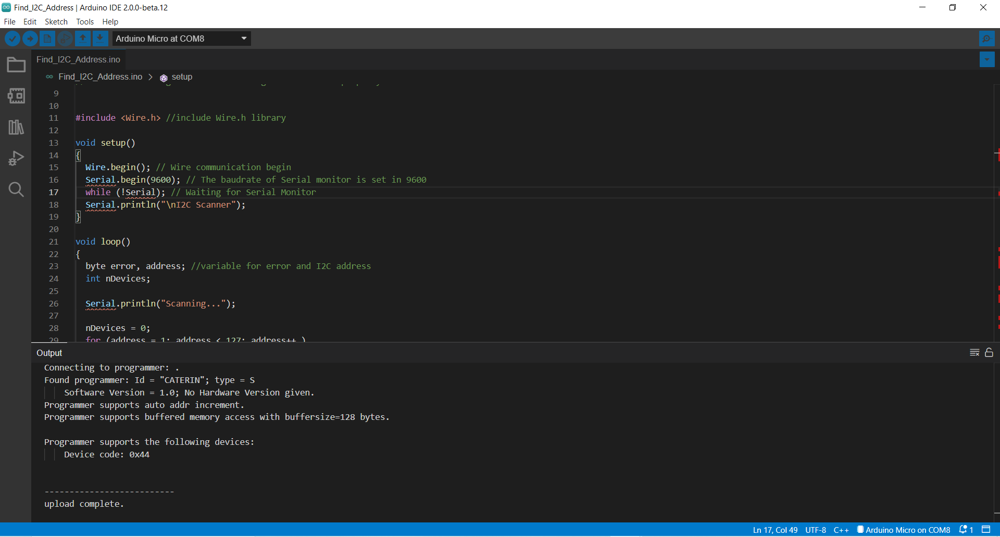 Find_I2C_Address | Arduino IDE 2.0.0-beta.12
File Edit Sketch Tools Help
Arduino Micro at COM8
Find_I2C_Address.ino
Find_I2C_Address.ino > setup
9
10
11 #include <Wire.h> //include Wire.h library
12
13 void setup()
14 {
15 Wire.begin(); // Wire communication begin
16 Serial.begin(9600); // The baudrate of Serial monitor is set in 9600
17 while (!Serial); // Waiting for Serial Monitor
18 Serial.println("\nI2C Scanner");
19 }
20
21 void loop()
22 {
23 byte error, address; //variable for error and I2C address
24 int nDevices;
25
26 Serial.println("Scanning...");
27
28 nDevices = 0;
29 for (address = 1; address < 127; address++ )
Output
Connecting to programmer: .
Found programmer: Id = "CATERIN"; type = S
Software Version = 1.0; No Hardware Version given.
Programmer supports auto addr increment.
Programmer supports buffered memory access with buffersize=128 bytes.
Programmer supports the following devices:
Device code: 0x44
--------------------------
upload complete.
Ln 17, Col 49 UTF-8 C++ Arduino Micro on COM8 1